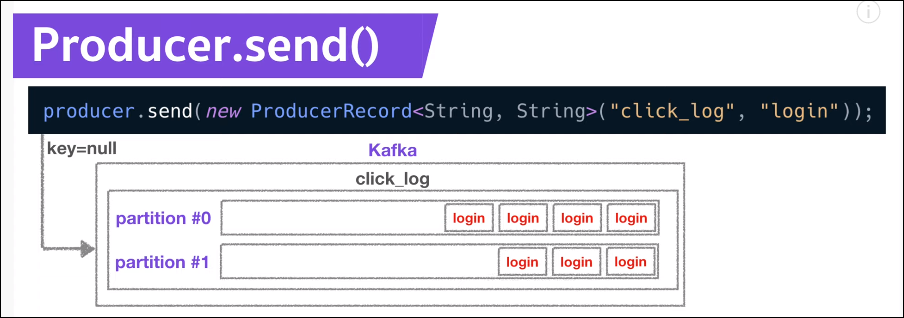 Producer.send()
producer.send(new ProducerRecord<String, String>("click_log", "login"));
key=null
Kafka
click_log
partition #0 login login login login
partition #1 login login login